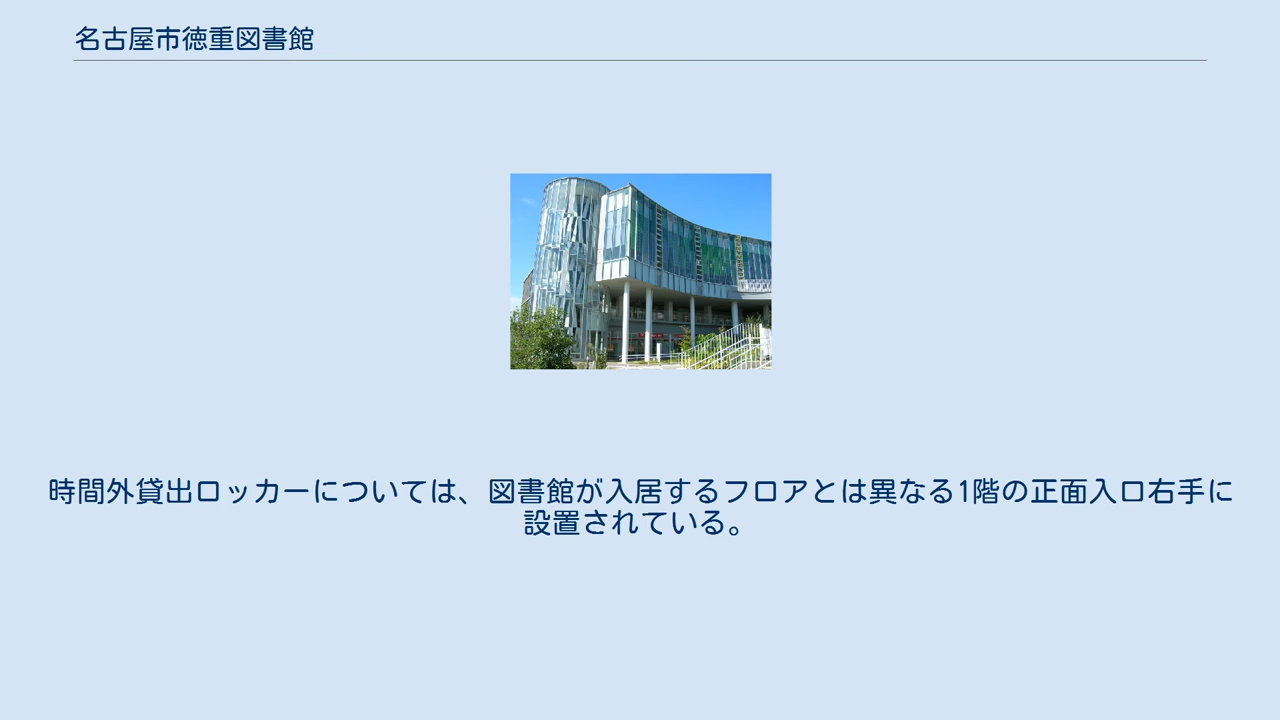 名古屋市徳重図書館
時間外貸出ロッカーについては、図書館が入居するフロアとは異なる1階の正面入口右手に
設置されている。